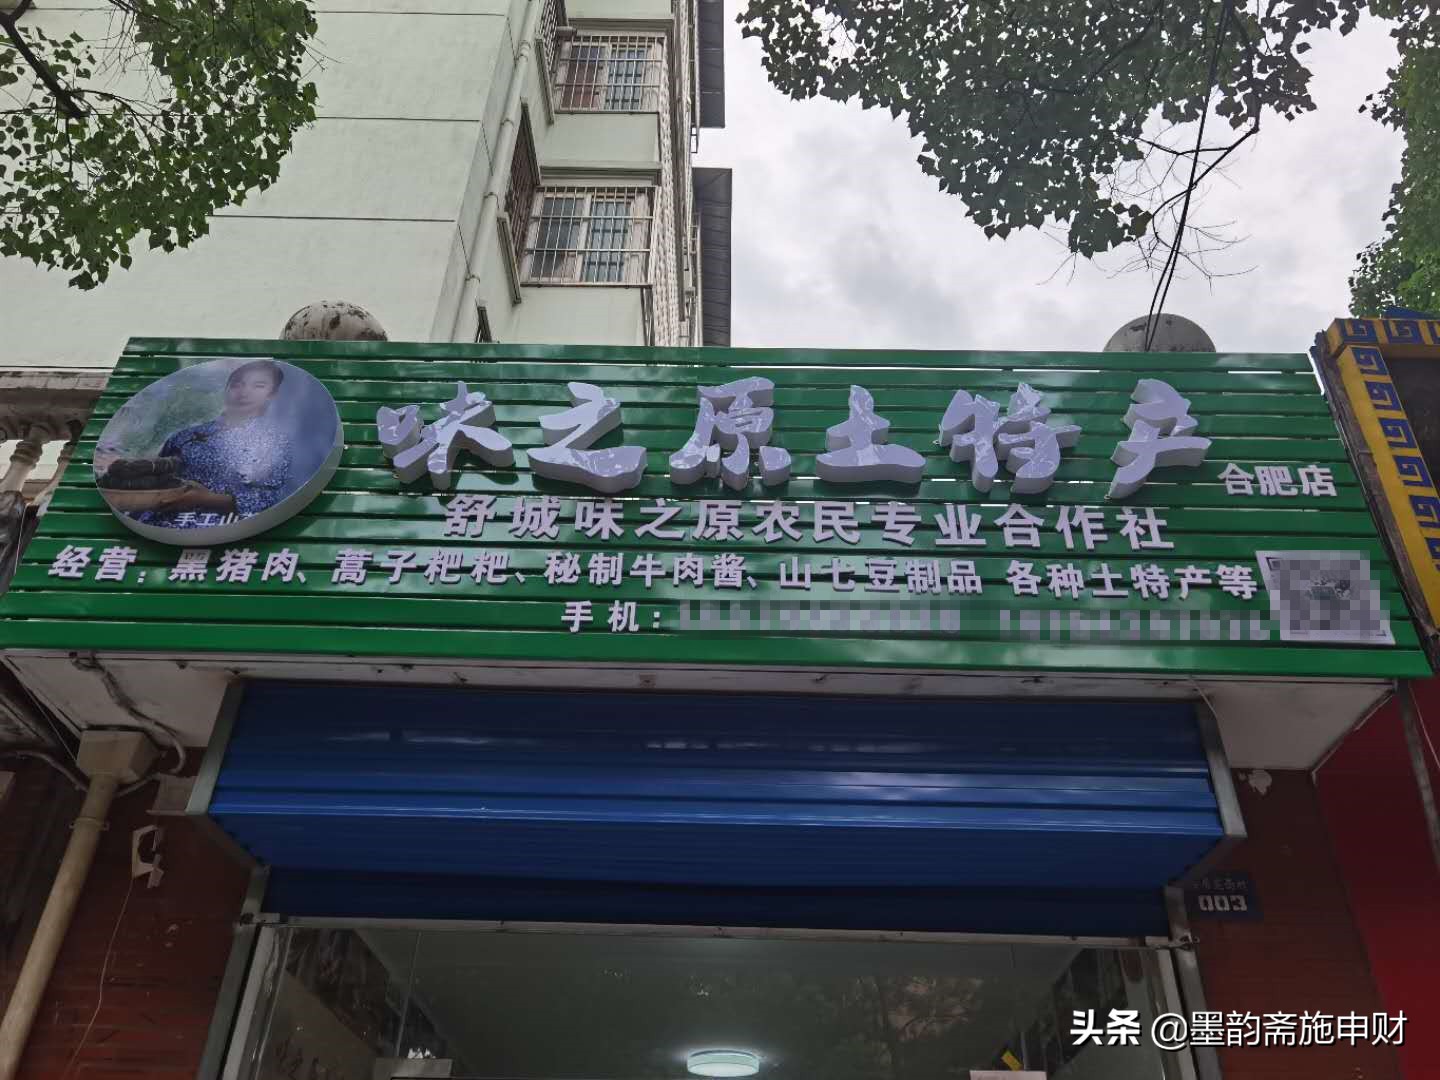 味之原土特产
合肥店
手工山
舒城味之原农民专业合作社
经营：黑猪肉、蒿子粑粑、秘制牛肉酱、山七豆制品 各种土特产等
手机：
003
头条 @墨韵斋施申财